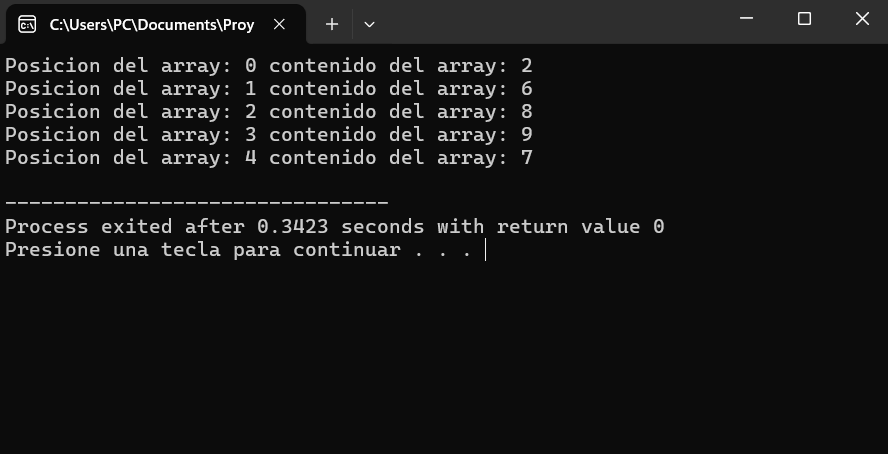 C:\Users\PC\Documents\Proy
Posicion del array: 0 contenido del array: 2
Posicion del array: 1 contenido del array: 6
Posicion del array: 2 contenido del array: 8
Posicion del array: 3 contenido del array: 9
Posicion del array: 4 contenido del array: 7
--------------------------------
Process exited after 0.3423 seconds with return value 0
Presione una tecla para continuar . . .